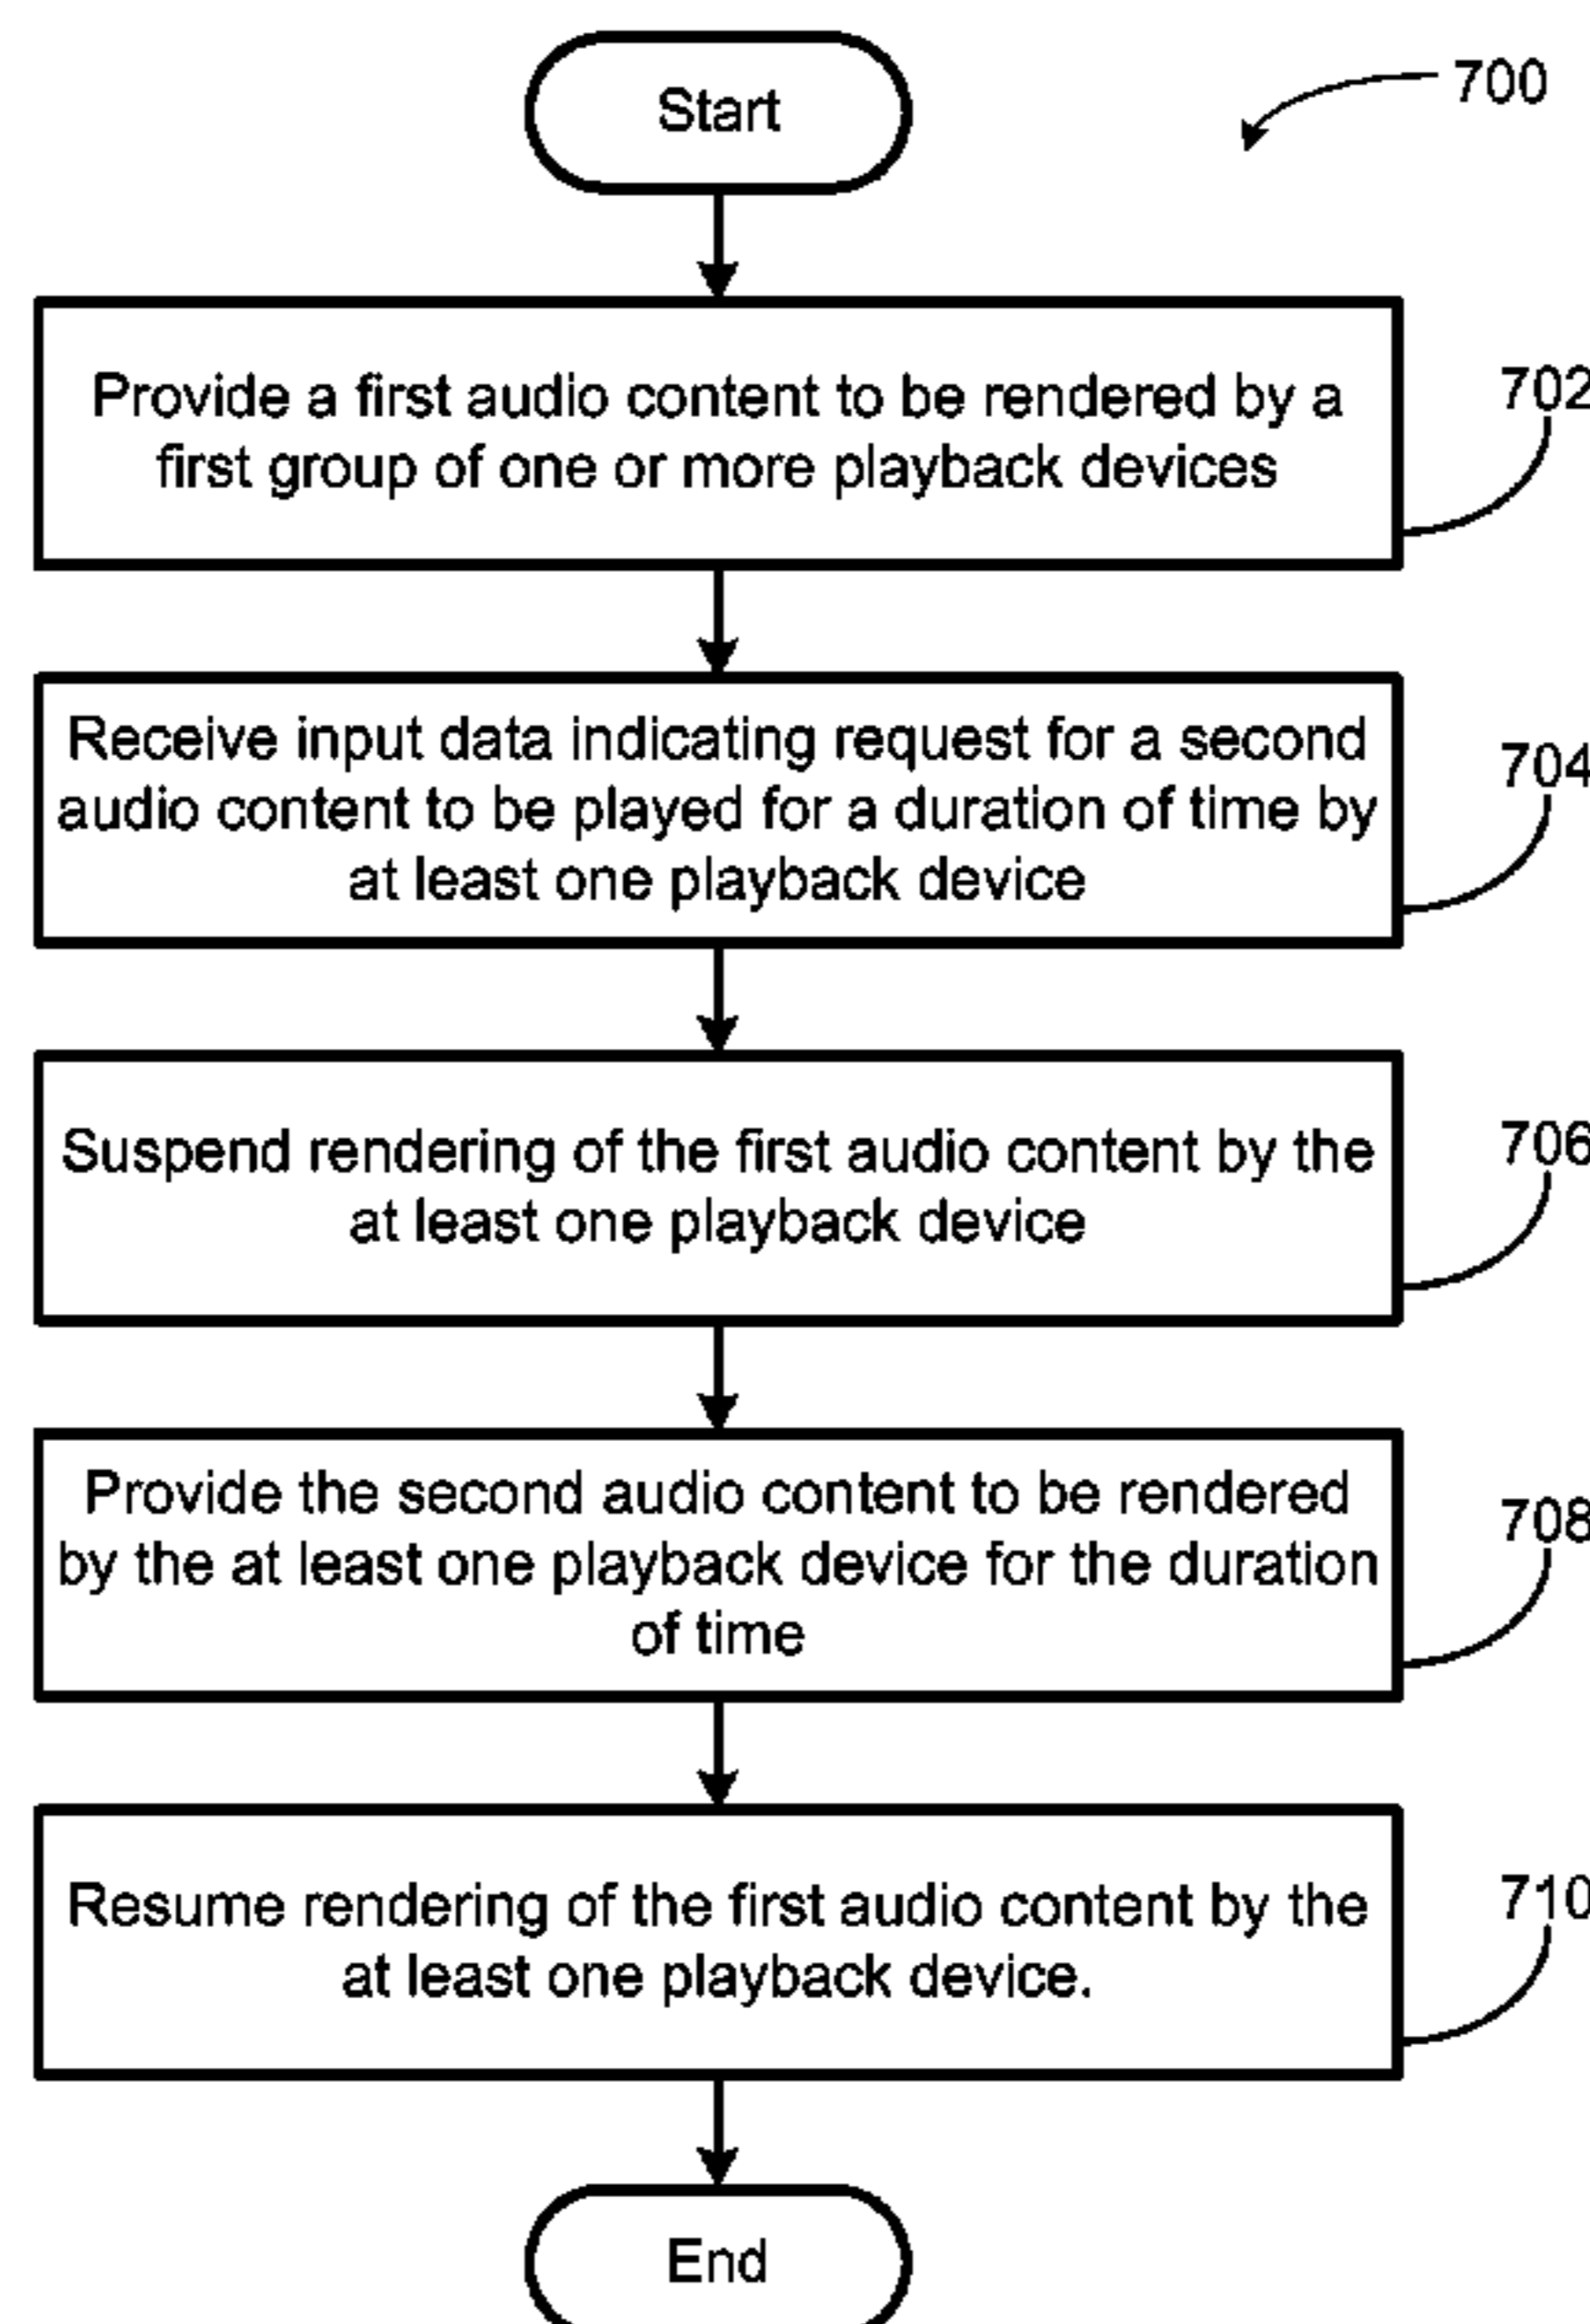 Start
700
Provide a first audio content to be rendered by a
first group of one or more playback devices
702
Receive input data indicating request for a second
audio content to be played for a duration of time by
at least one playback device
704
Suspend rendering of the first audio content by the
at least one playback device
706
Provide the second audio content to be rendered
by the at least one playback device for the duration
of time
708
Resume rendering of the first audio content by the
at least one playback device.
710
End